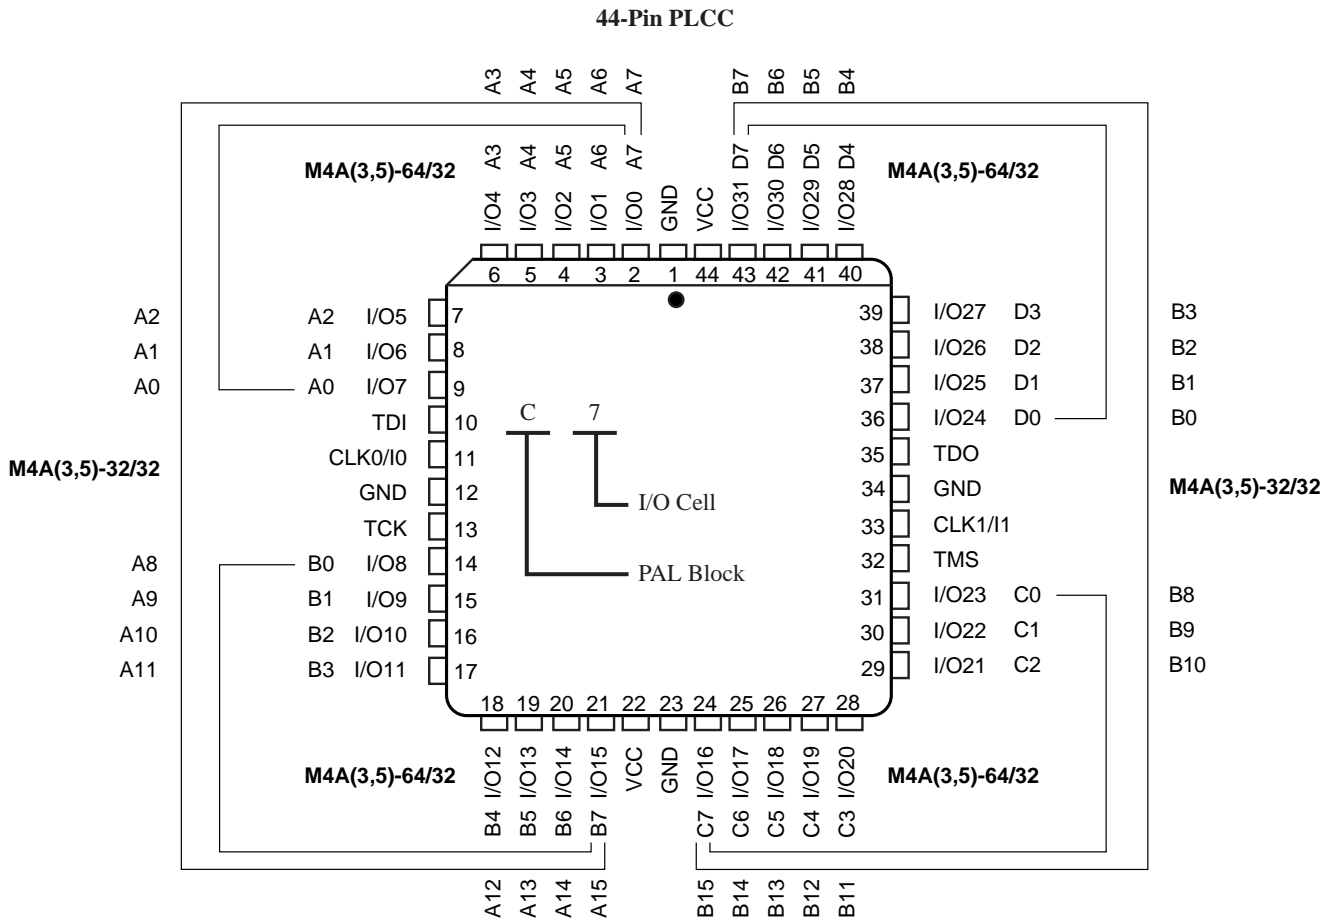 44-Pin PLCC
A3 A4 A5 A6 A7 B7 B6 B5 B4
M4A(3,5)-64/32 A3 A4 A5 A6 A7 D7 D6 D5 D4 M4A(3,5)-64/32
I/O4 I/O3 I/O2 I/O1 I/O0 GND VCC I/O31 I/O30 I/O29 I/O28
6 5 4 3 2 1 44 43 42 41 40
A2 A2 I/O5 7 39 I/O27 D3 B3
A1 A1 I/O6 8 38 I/O26 D2 B2
A0 A0 I/O7 9 37 I/O25 D1 B1
TDI 10 C 7 36 I/O24 D0 B0
CLK0/I0 11 35 TDO
M4A(3,5)-32/32 M4A(3,5)-32/32
GND 12 I/O Cell 34 GND
TCK 13 33 CLK1/I1
A8 B0 I/O8 14 PAL Block 32 TMS
A9 B1 I/O9 15 31 I/O23 C0 B8
A10 B2 I/O10 16 30 I/O22 C1 B9
A11 B3 I/O11 17 29 I/O21 C2 B10
18 19 20 21 22 23 24 25 26 27 28
M4A(3,5)-64/32 I/O12 I/O13 I/O14 I/O15 VCC GND I/O16 I/O17 I/O18 I/O19 I/O20 M4A(3,5)-64/32
B4 B5 B6 B7 C7 C6 C5 C4 C3
A12 A13 A14 A15 B15 B14 B13 B12 B11